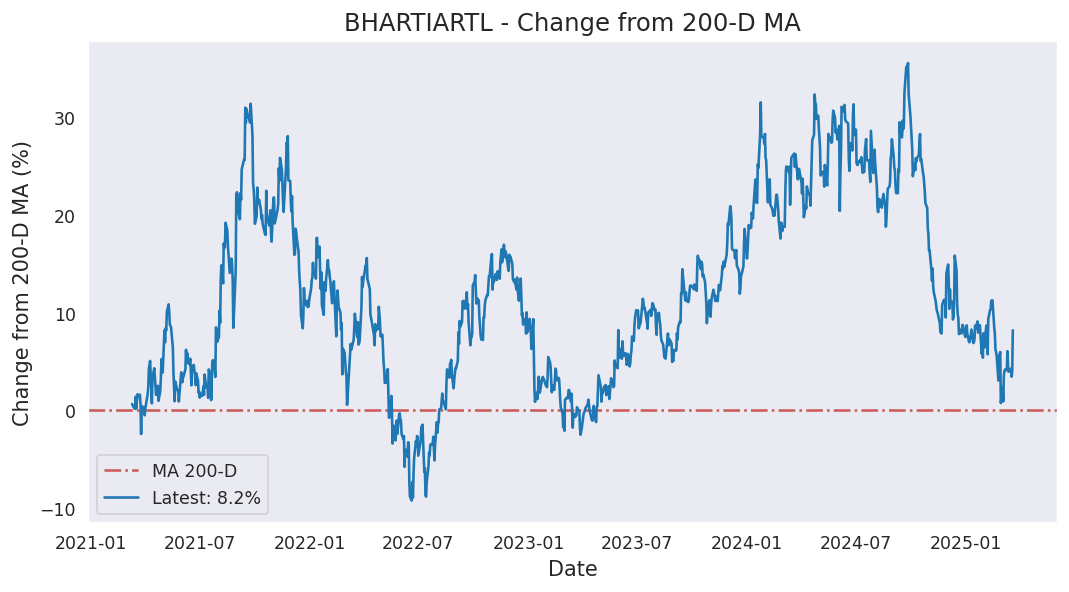 BHARTIARTL - Change from 200-D MA
Change from 200-D MA (%)
30
20
10
0
−10
MA 200-D
Latest: 8.2%
2021-01 2021-07 2022-01 2022-07 2023-01 2023-07 2024-01 2024-07 2025-01
Date